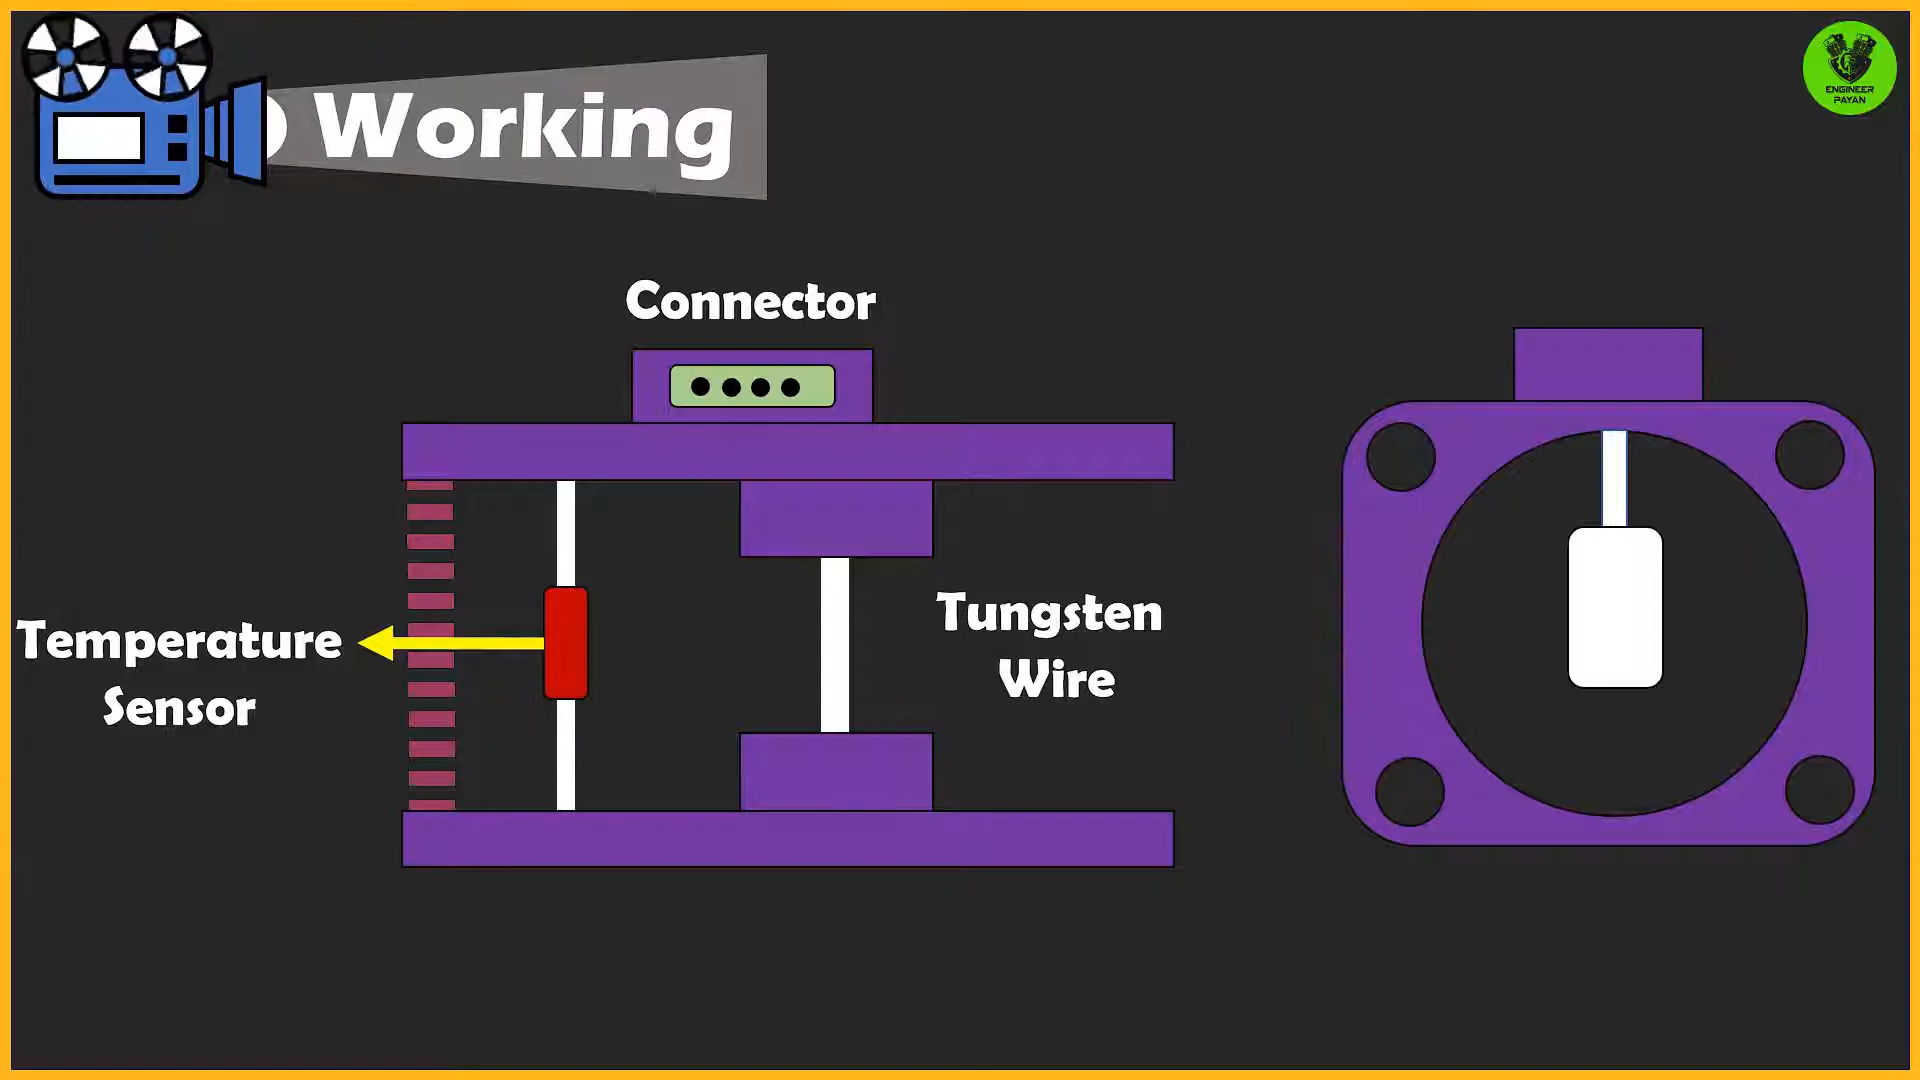 Working
ENGINEER
PAYAN
Connector
Temperature
Sensor
Tungsten
Wire